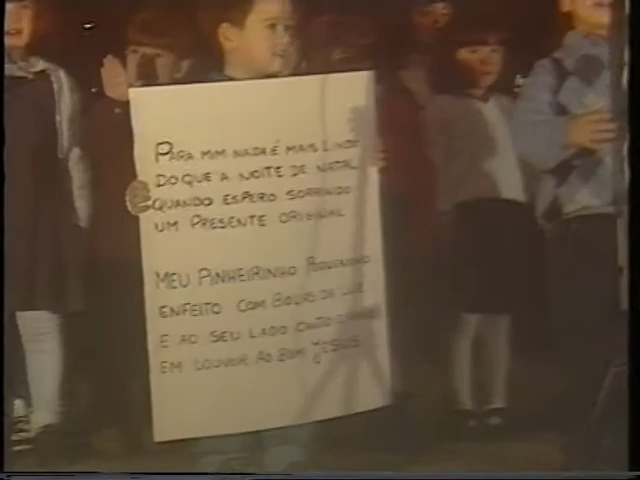 PARA MIM NADA É MAIS LINDO
DO QUE A NOITE DE NATAL
QUANDO ESPERO SORRINDO
UM PRESENTE ORIGINAL
MEU PINHEIRINHO PEQUENINO
ENFEITO COM BOLAS DE LUZ
E AO SEU LADO CANTO
EM LOUVOR AO BOM JESUS